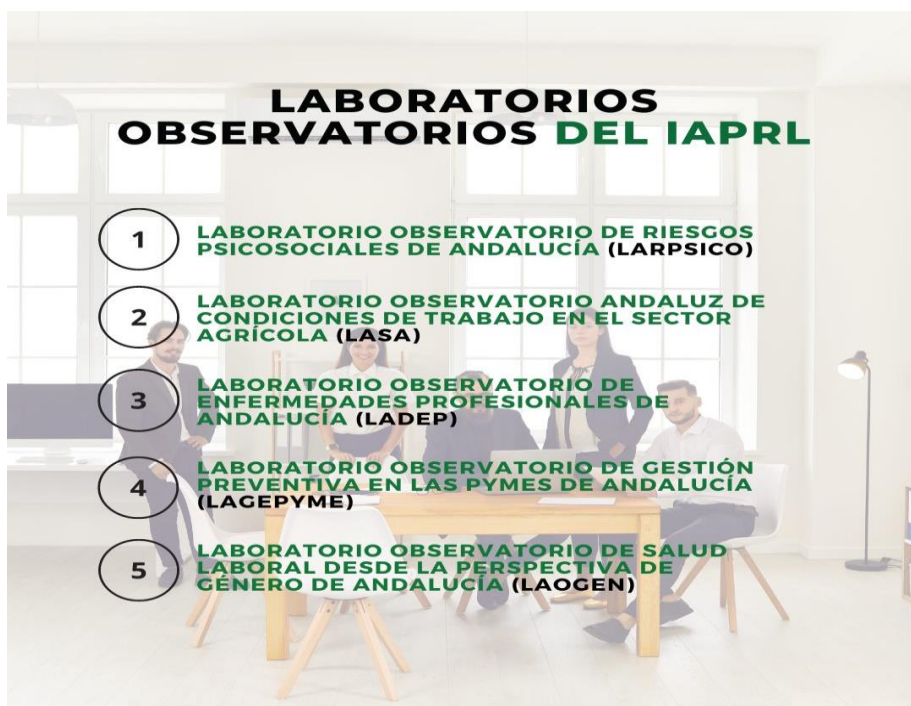 LABORATORIOS
OBSERVATORIOS DEL IAPRL
1
LABORATORIO OBSERVATORIO DE RIESGOS
PSICOSOCIALES DE ANDALUCÍA (LARPSICO)
2
LABORATORIO OBSERVATORIO ANDALUZ DE
CONDICIONES DE TRABAJO EN EL SECTOR
AGRÍCOLA (LASA)
3
LABORATORIO OBSERVATORIO DE
ENFERMEDADES PROFESIONALES DE
ANDALUCÍA (LADEP)
4
LABORATORIO OBSERVATORIO DE GESTIÓN
PREVENTIVA EN LAS PYMES DE ANDALUCÍA
(LAGEPYME)
5
LABORATORIO OBSERVATORIO DE SALUD
LABORAL DESDE LA PERSPECTIVA DE
GÉNERO DE ANDALUCÍA (LAOGEN)